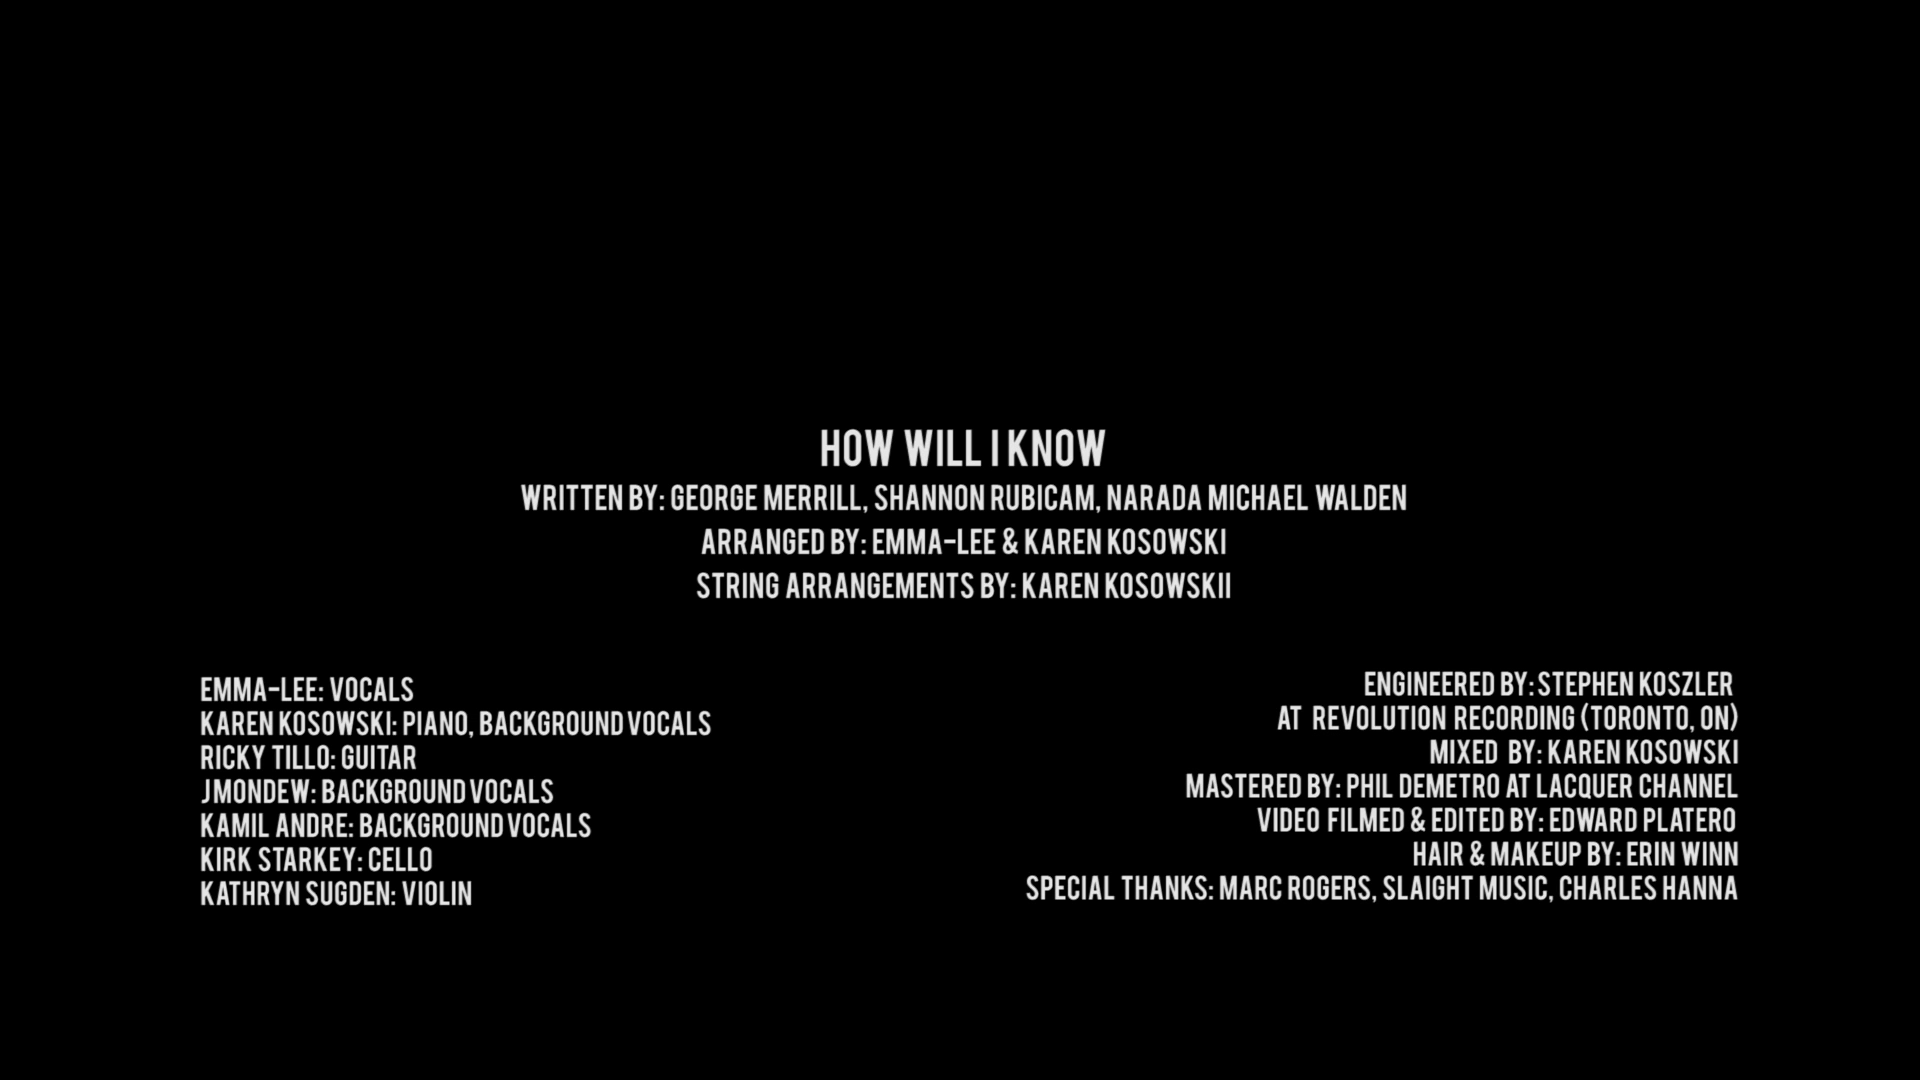 HOW WILL I KNOW
WRITTEN BY: GEORGE MERRILL, SHANNON RUBICAM, NARADA MICHAEL WALDEN
ARRANGED BY: EMMA-LEE & KAREN KOSOWSKI
STRING ARRANGEMENTS BY: KAREN KOSOWSKII
EMMA-LEE: VOCALS
KAREN KOSOWSKI: PIANO, BACKGROUND VOCALS
RICKY TILLO: GUITAR
JMONDEW: BACKGROUND VOCALS
KAMIL ANDRE: BACKGROUND VOCALS
KIRK STARKEY: CELLO
KATHRYN SUGDEN: VIOLIN
ENGINEERED BY: STEPHEN KOSZLER
AT REVOLUTION RECORDING (TORONTO, ON)
MIXED BY: KAREN KOSOWSKI
MASTERED BY: PHIL DEMETRO AT LACQUER CHANNEL
VIDEO FILMED & EDITED BY: EDWARD PLATERO
HAIR & MAKEUP BY: ERIN WINN
SPECIAL THANKS: MARC ROGERS, SLAIGHT MUSIC, CHARLES HANNA